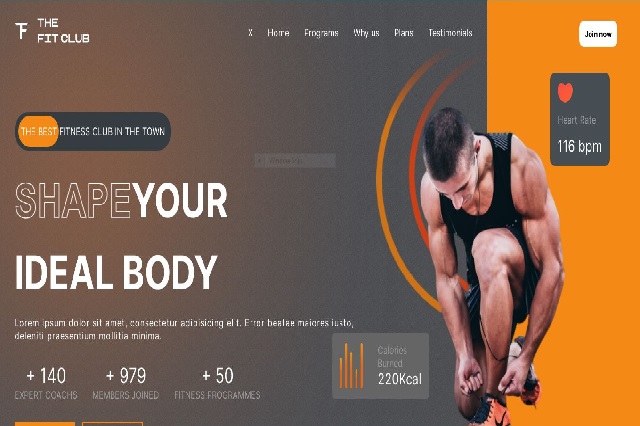 THE
FIT CLUB
X Home Programs Why us Plans Testimonials
Join now
Heart Rate
116 bpm
THE BEST FITNESS CLUB IN THE TOWN
SHAPE YOUR
IDEAL BODY
Lorem ipsum dolor sit amet, consectetur adipisicing elit. Error beatae maiores iusto,
deleniti praesentium mollitia minima.
Calories
Burned
220Kcal
+ 140 + 979 + 50
EXPERT COACHS MEMBERS JOINED FITNESS PROGRAMMES